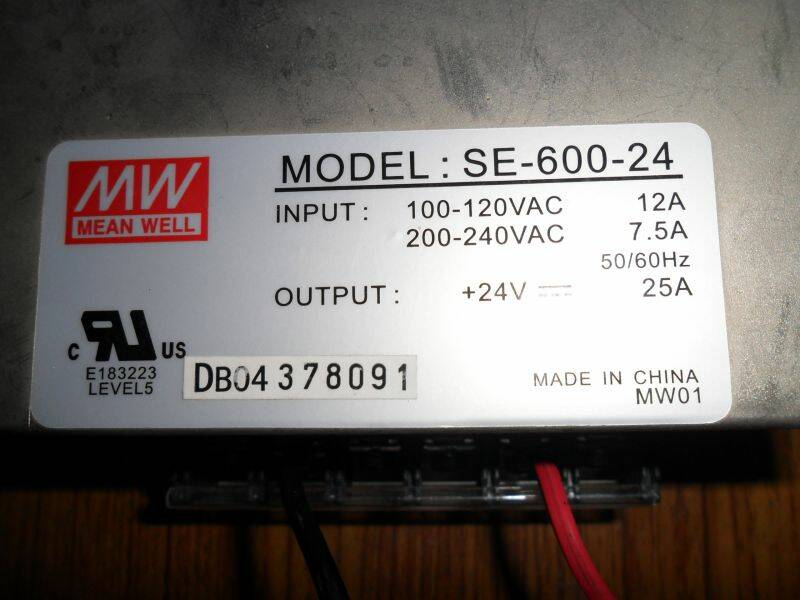 MW
MEAN WELL
MODEL : SE-600-24
INPUT : 100-120VAC 12A
200-240VAC 7.5A
50/60Hz
OUTPUT : +24V 25A
c RU US
E183223
LEVEL5
DB04378091
MADE IN CHINA
MW01